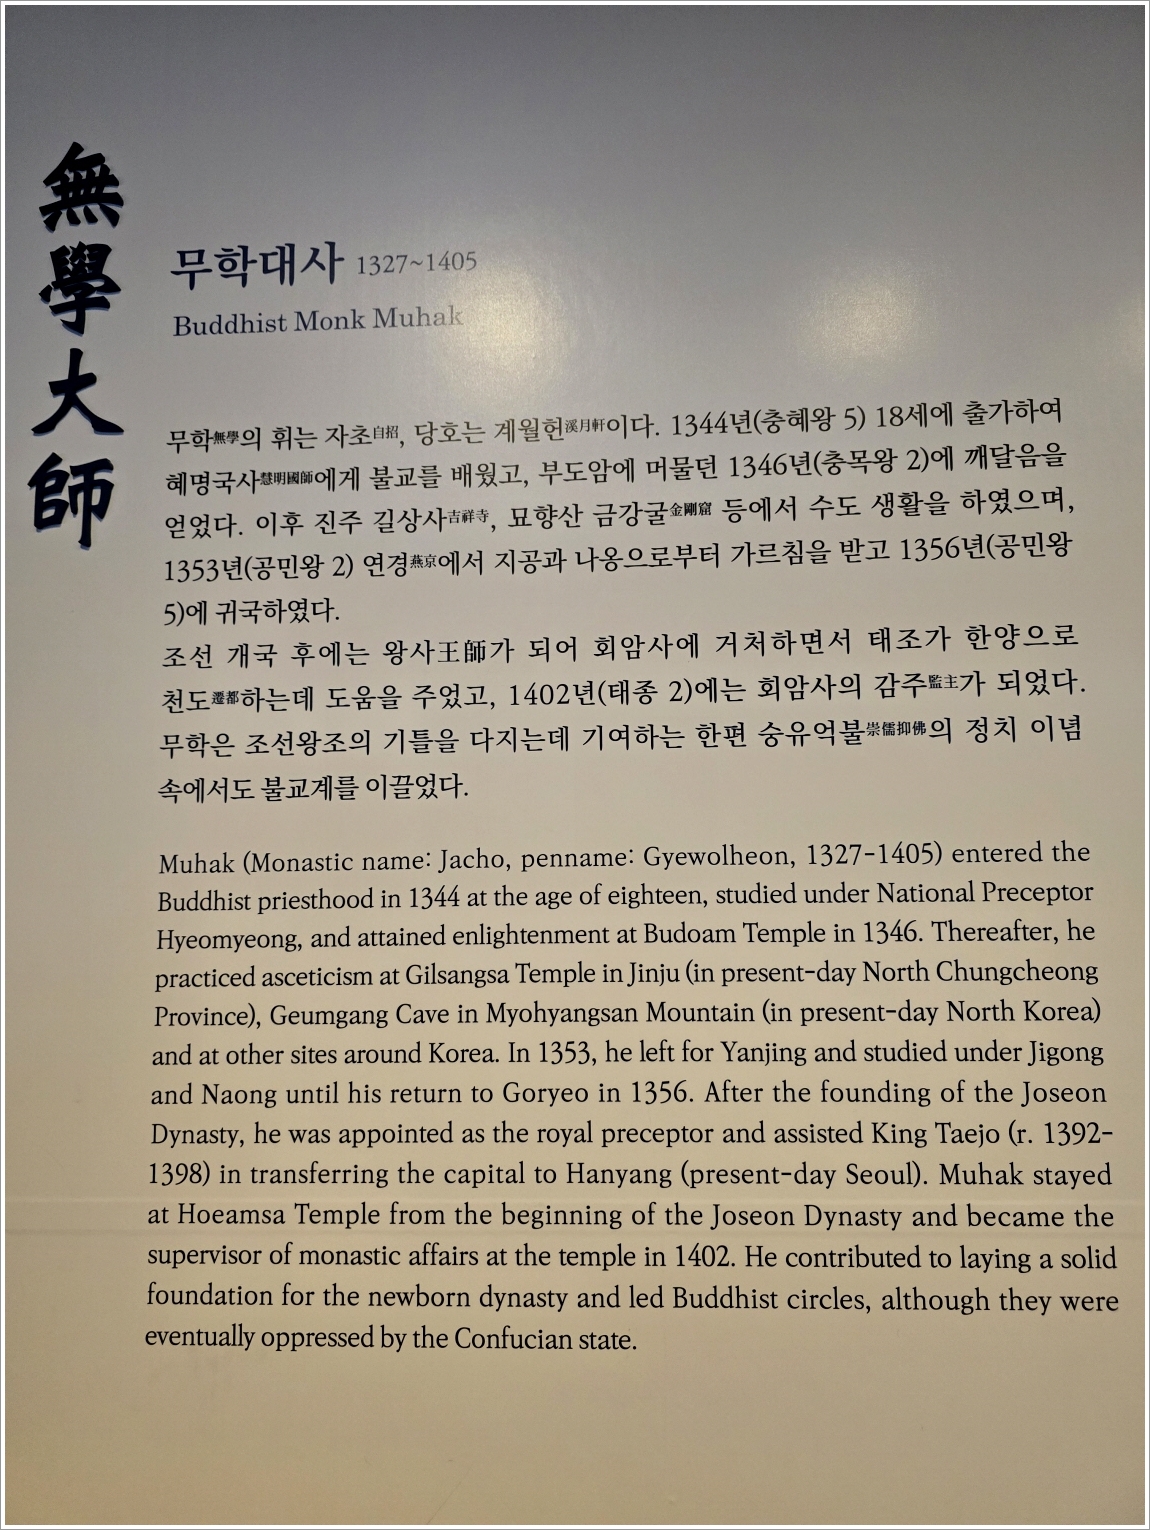 無學大師
무학대사 1327~1405
Buddhist Monk Muhak
무학無學의 휘는 자초自招, 당호는 계월헌溪月軒이다. 1344년(충혜왕 5) 18세에 출가하여
혜명국사慧明國師에게 불교를 배웠고, 부도암에 머물던 1346년(충목왕 2)에 깨달음을
얻었다. 이후 진주 길상사吉祥寺, 묘향산 금강굴金剛窟 등에서 수도 생활을 하였으며,
1353년(공민왕 2) 연경燕京에서 지공과 나옹으로부터 가르침을 받고 1356년(공민왕
5)에 귀국하였다.
조선 개국 후에는 왕사王師가 되어 회암사에 거처하면서 태조가 한양으로
천도遷都하는데 도움을 주었고, 1402년(태종 2)에는 회암사의 감주監主가 되었다.
무학은 조선왕조의 기틀을 다지는데 기여하는 한편 숭유억불崇儒抑佛의 정치 이념
속에서도 불교계를 이끌었다.
Muhak (Monastic name: Jacho, penname: Gyewolheon, 1327-1405) entered the
Buddhist priesthood in 1344 at the age of eighteen, studied under National Preceptor
Hyeomyeong, and attained enlightenment at Budoam Temple in 1346. Thereafter, he
practiced asceticism at Gilsangsa Temple in Jinju (in present-day North Chungcheong
Province), Geumgang Cave in Myohyangsan Mountain (in present-day North Korea)
and at other sites around Korea. In 1353, he left for Yanjing and studied under Jigong
and Naong until his return to Goryeo in 1356. After the founding of the Joseon
Dynasty, he was appointed as the royal preceptor and assisted King Taejo (r. 1392-
1398) in transferring the capital to Hanyang (present-day Seoul). Muhak stayed
at Hoeamsa Temple from the beginning of the Joseon Dynasty and became the
supervisor of monastic affairs at the temple in 1402. He contributed to laying a solid
foundation for the newborn dynasty and led Buddhist circles, although they were
eventually oppressed by the Confucian state.